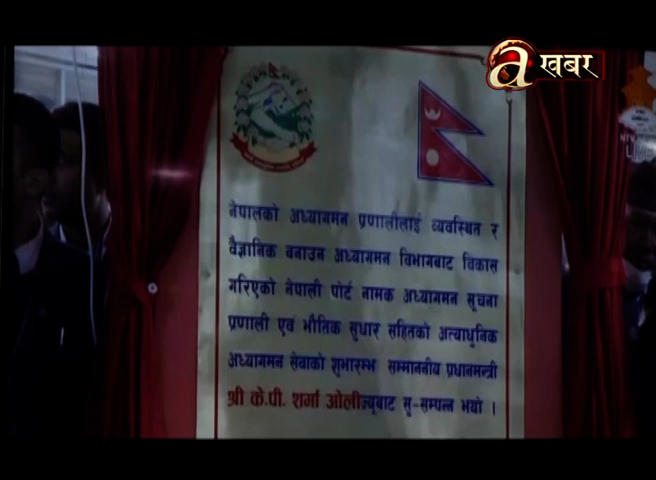 a खबर
नेपालको अध्यागमन प्रणालीलाई व्यवस्थित र
वैज्ञानिक बनाउन अध्यागमन विभागबाट विकास
गरिएको नेपाली पोर्ट नामक अध्यागमन सूचना
प्रणाली एवं भौतिक सुधार सहितको अत्याधुनिक
अध्यागमन सेवाको शुभारम्भ सम्माननीय प्रधानमन्त्री
श्री के.पी. शर्मा ओलीज्यूबाट सु-सम्पन्न भयो ।